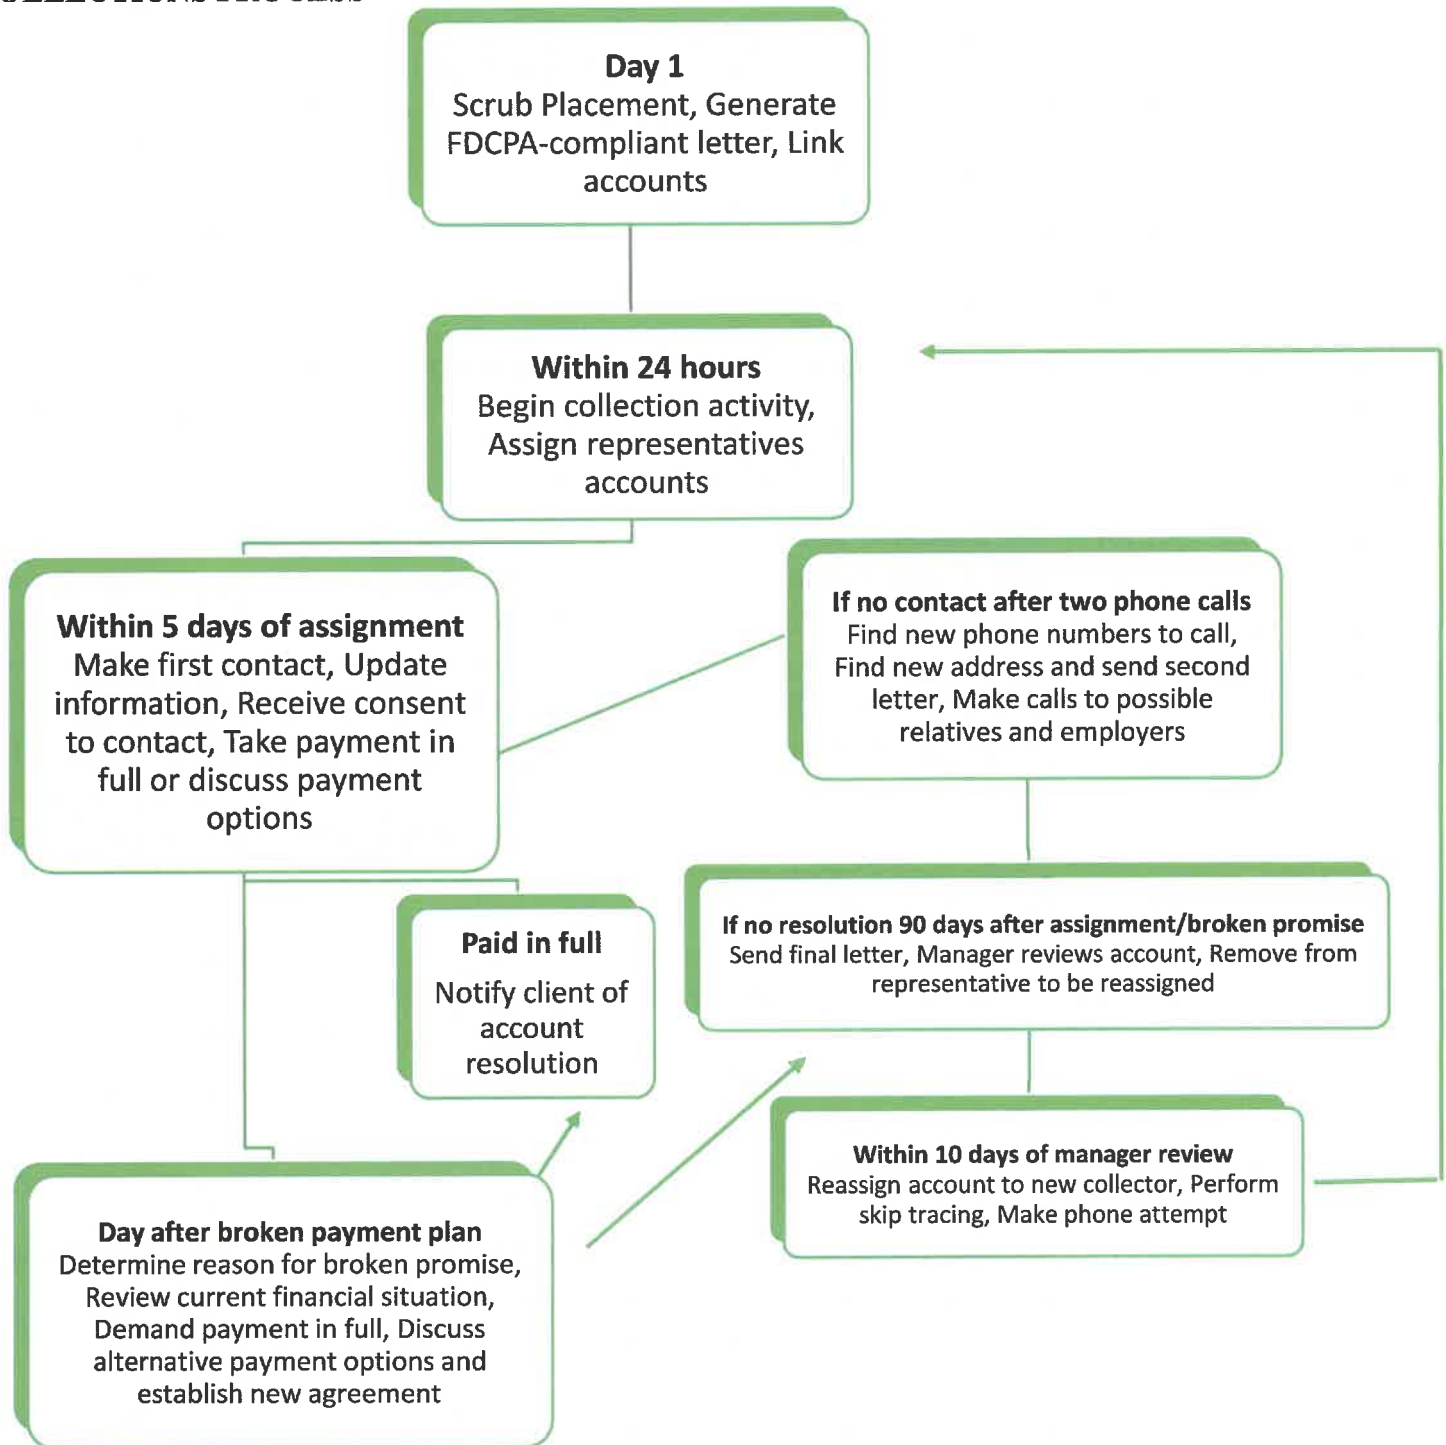 Day 1
Scrub Placement, Generate
FDCPA-compliant letter, Link
accounts
Within 24 hours
Begin collection activity,
Assign representatives
accounts
Within 5 days of assignment
Make first contact, Update
information, Receive consent
to contact, Take payment in
full or discuss payment
options
If no contact after two phone calls
Find new phone numbers to call,
Find new address and send second
letter, Make calls to possible
relatives and employers
Paid in full
Notify client of
account
resolution
If no resolution 90 days after assignment/broken promise
Send final letter, Manager reviews account, Remove from
representative to be reassigned
Within 10 days of manager review
Reassign account to new collector, Perform
skip tracing, Make phone attempt
Day after broken payment plan
Determine reason for broken promise,
Review current financial situation,
Demand payment in full, Discuss
alternative payment options and
establish new agreement